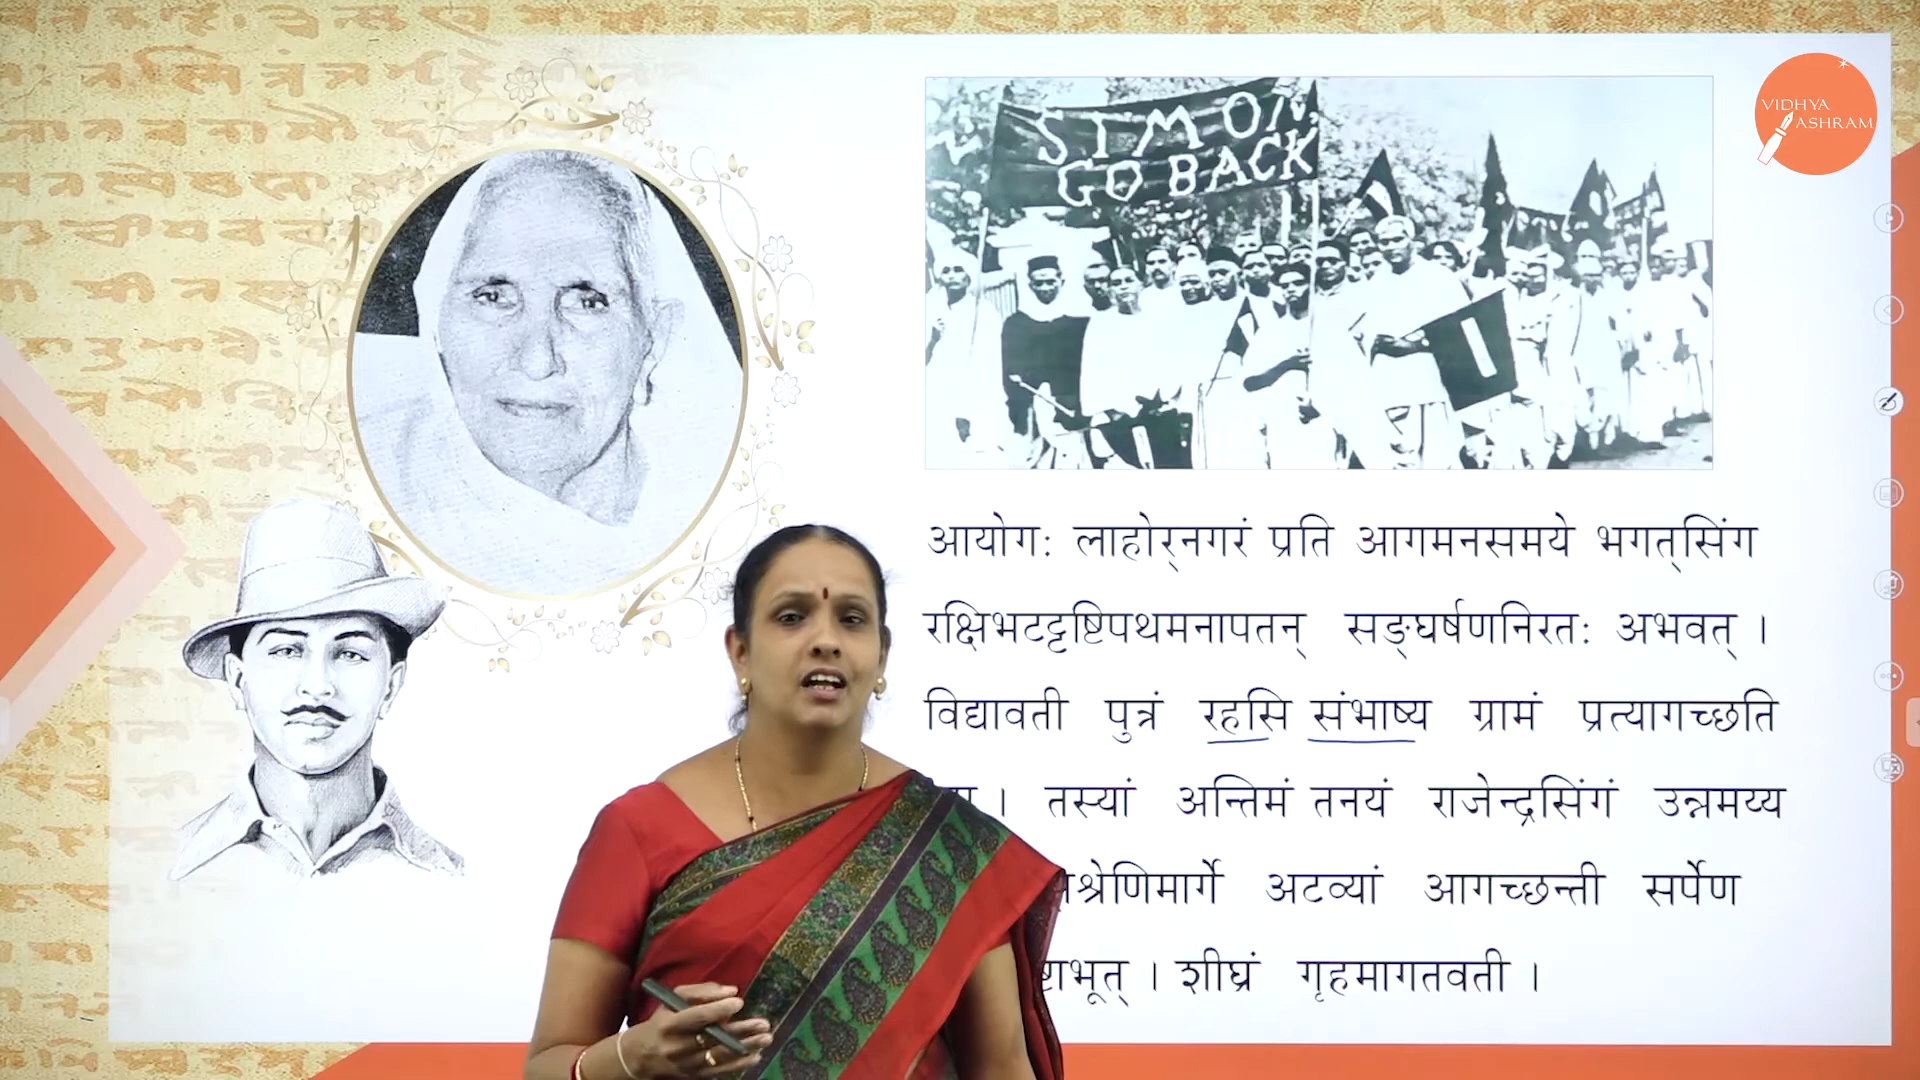 SIMON
GO BACK
VIDHYA
ASHRAM
आयोगः लाहोर्‌नगरं प्रति आगमनसमये भगत्‌सिंग
रक्षिभटदृष्टिपथमनापतन् सङ्घर्षणनिरतः अभवत् ।
विद्यावती पुत्रं रहसि संभाष्य ग्रामं प्रत्यागच्छति
। तस्यां अन्तिमं तनयं राजेन्द्रसिंगं उन्नमय्य
अटव्यां आगच्छन्ती सर्पेण
। शीघ्रं गृहमागतवती ।